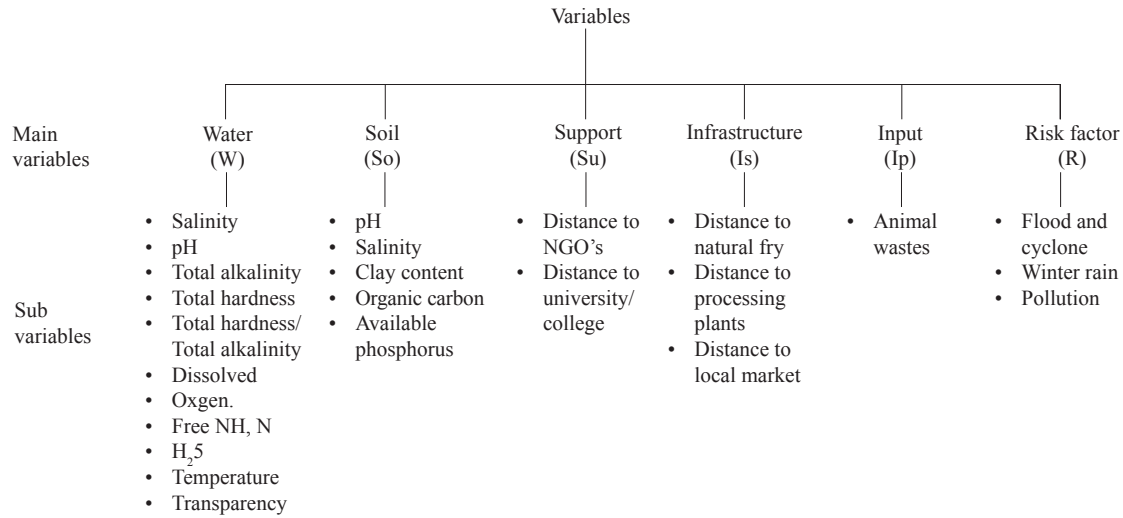 Variables
Main
variables
Water
(W)
Soil
(So)
Support
(Su)
Infrastructure
(Is)
Input
(Ip)
Risk factor
(R)
Sub
variables
• Salinity
• pH
• Total alkalinity
• Total hardness
• Total hardness/
Total alkalinity
• Dissolved
• Oxgen.
• Free NH, N
• H₂5
• Temperature
• Transparency
• pH
• Salinity
• Clay content
• Organic carbon
• Available
phosphorus
• Distance to
NGO's
• Distance to
university/
college
• Distance to
natural fry
• Distance to
processing
plants
• Distance to
local market
• Animal
wastes
• Flood and
cyclone
• Winter rain
• Pollution